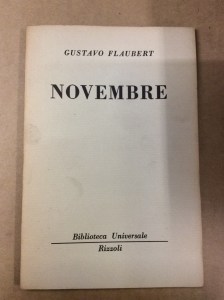 GUSTAVO FLAUBERT
NOVEMBRE
Biblioteca Universale
Rizzoli